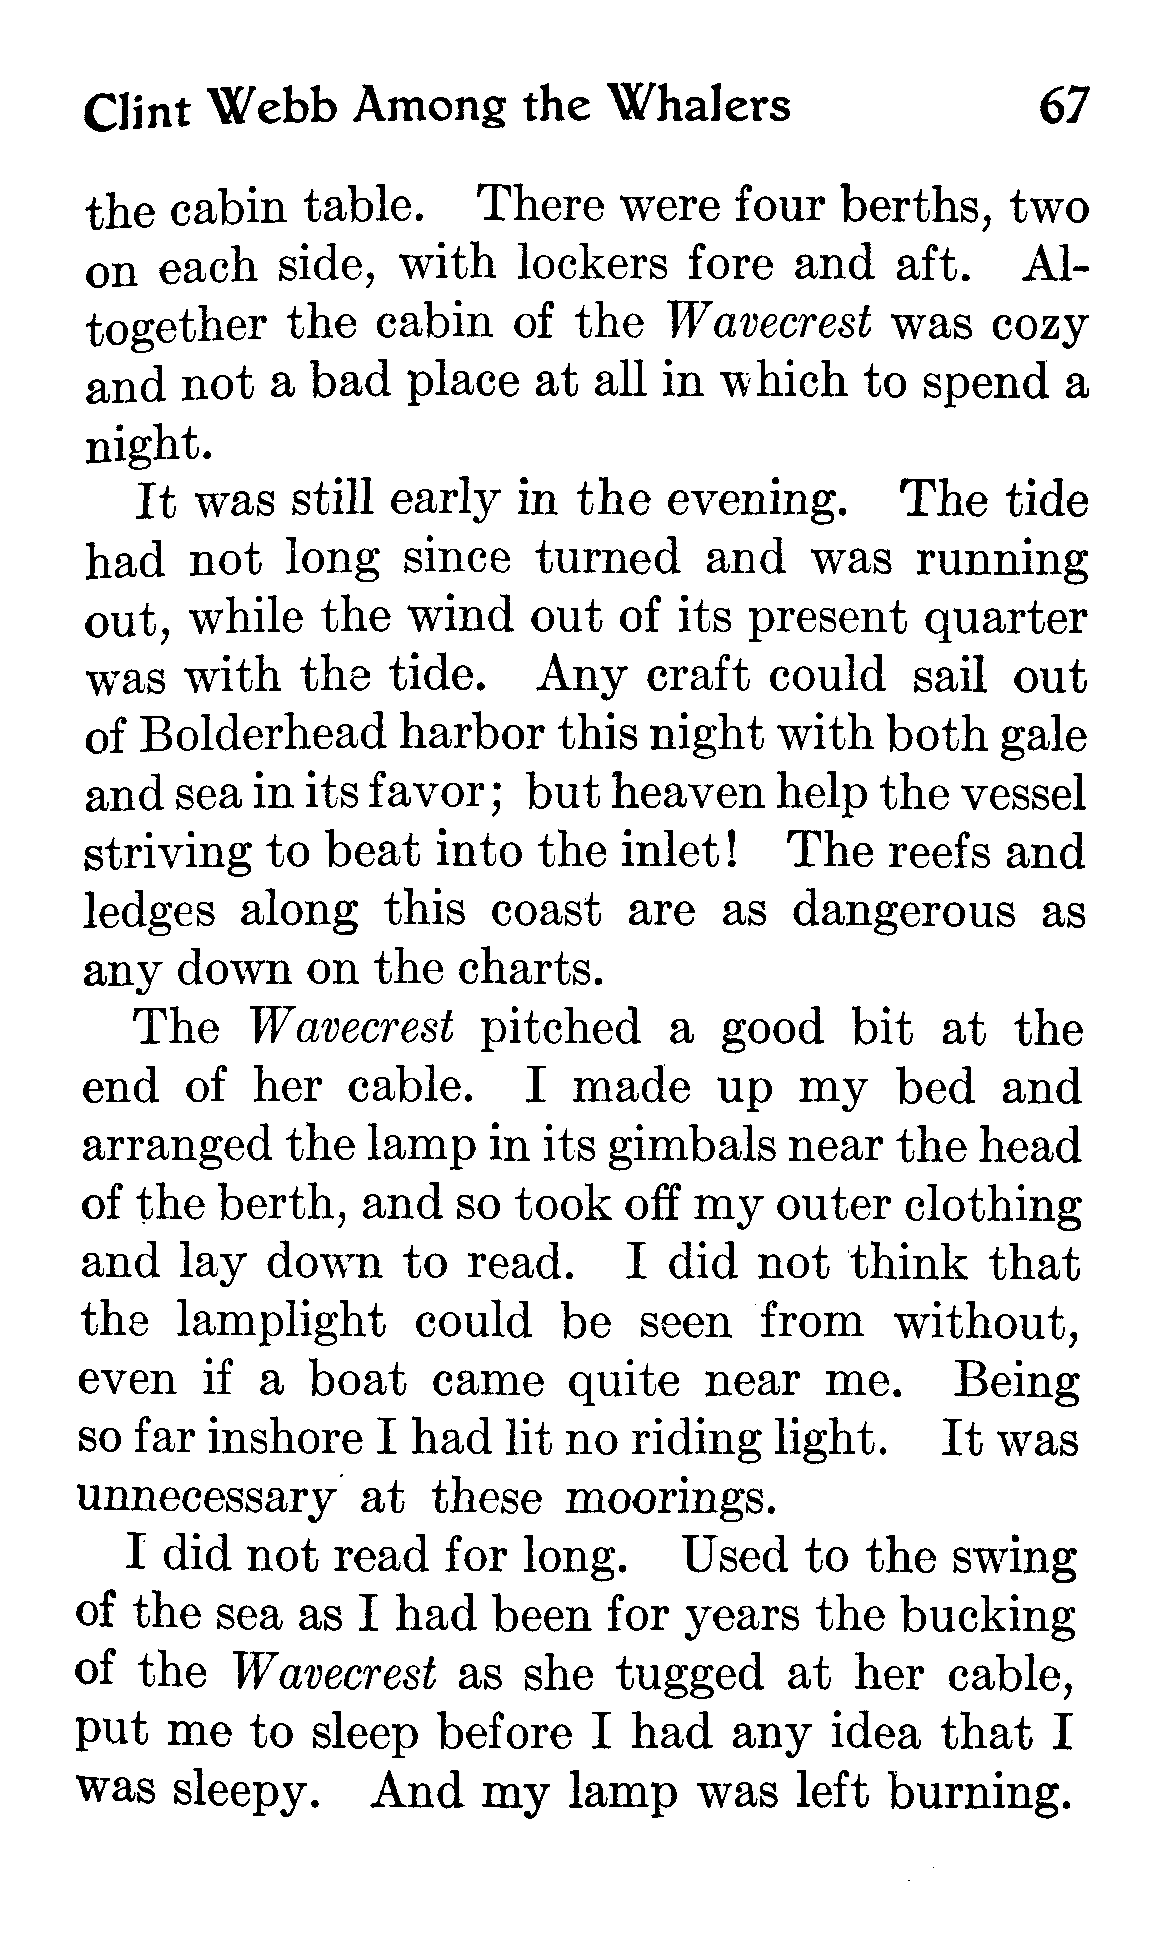 Clint Webb Among the Whalers 67
the cabin table. There were four berths, two
on each side, with lockers fore and aft. Al-
together the cabin of the Wavecrest was cozy
and not a bad place at all in which to spend a
night.
It was still early in the evening. The tide
had not long since turned and was running
out, while the wind out of its present quarter
was with the tide. Any craft could sail out
of Bolderhead harbor this night with both gale
and sea in its favor; but heaven help the vessel
striving to beat into the inlet! The reefs and
ledges along this coast are as dangerous as
any down on the charts.
The Wavecrest pitched a good bit at the
end of her cable. I made up my bed and
arranged the lamp in its gimbals near the head
of the berth, and so took off my outer clothing
and lay down to read. I did not think that
the lamplight could be seen from without,
even if a boat came quite near me. Being
so far inshore I had lit no riding light. It was
unnecessary at these moorings.
I did not read for long. Used to the swing
of the sea as I had been for years the bucking
of the Wavecrest as she tugged at her cable,
put me to sleep before I had any idea that I
was sleepy. And my lamp was left burning.